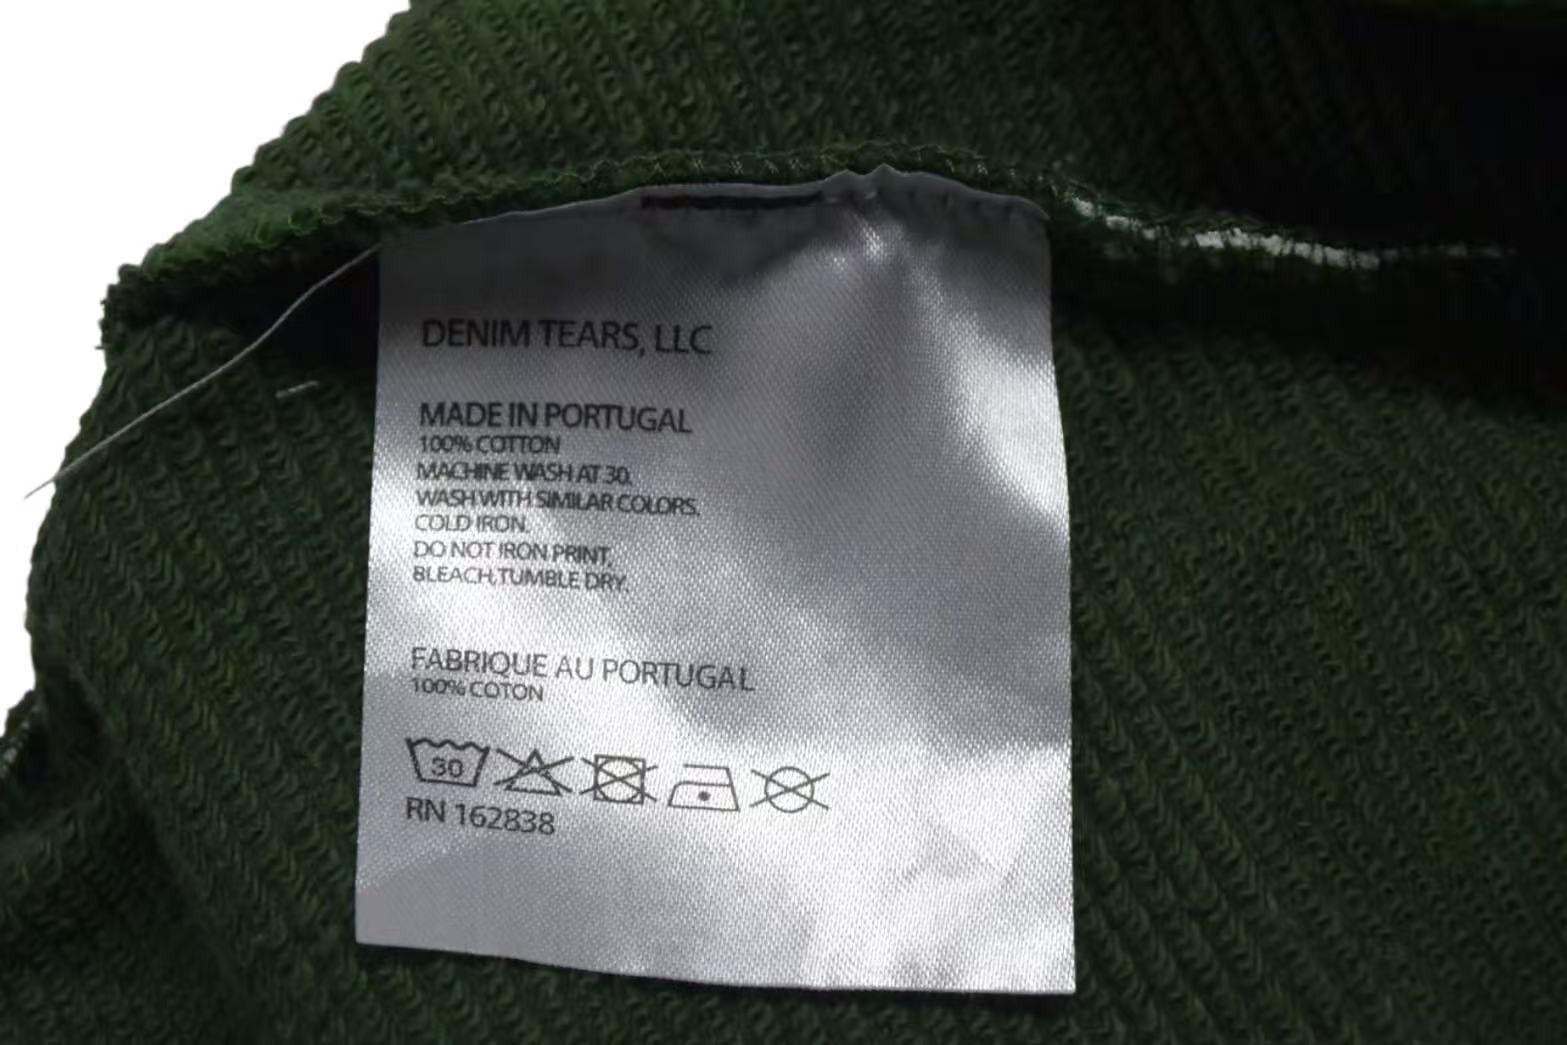 DENIM TEARS, LLC
MADE IN PORTUGAL
100% COTTON
MACHINE WASH AT 30.
WASH WITH SIMILAR COLORS.
COLD IRON.
DO NOT IRON PRINT,
BLEACH,TUMBLE DRY.
FABRIQUE AU PORTUGAL
100% COTON
30
RN 162838